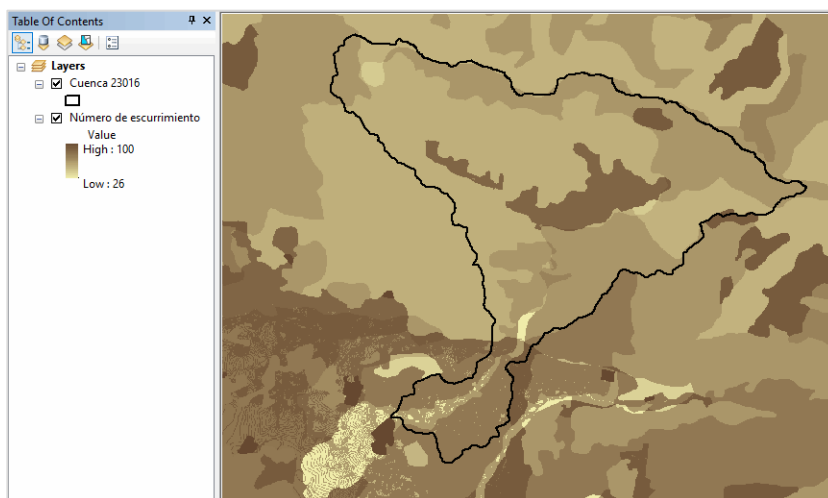 Table Of Contents
Layers
Cuenca 23016
Número de escurrimiento
Value
High : 100
Low : 26